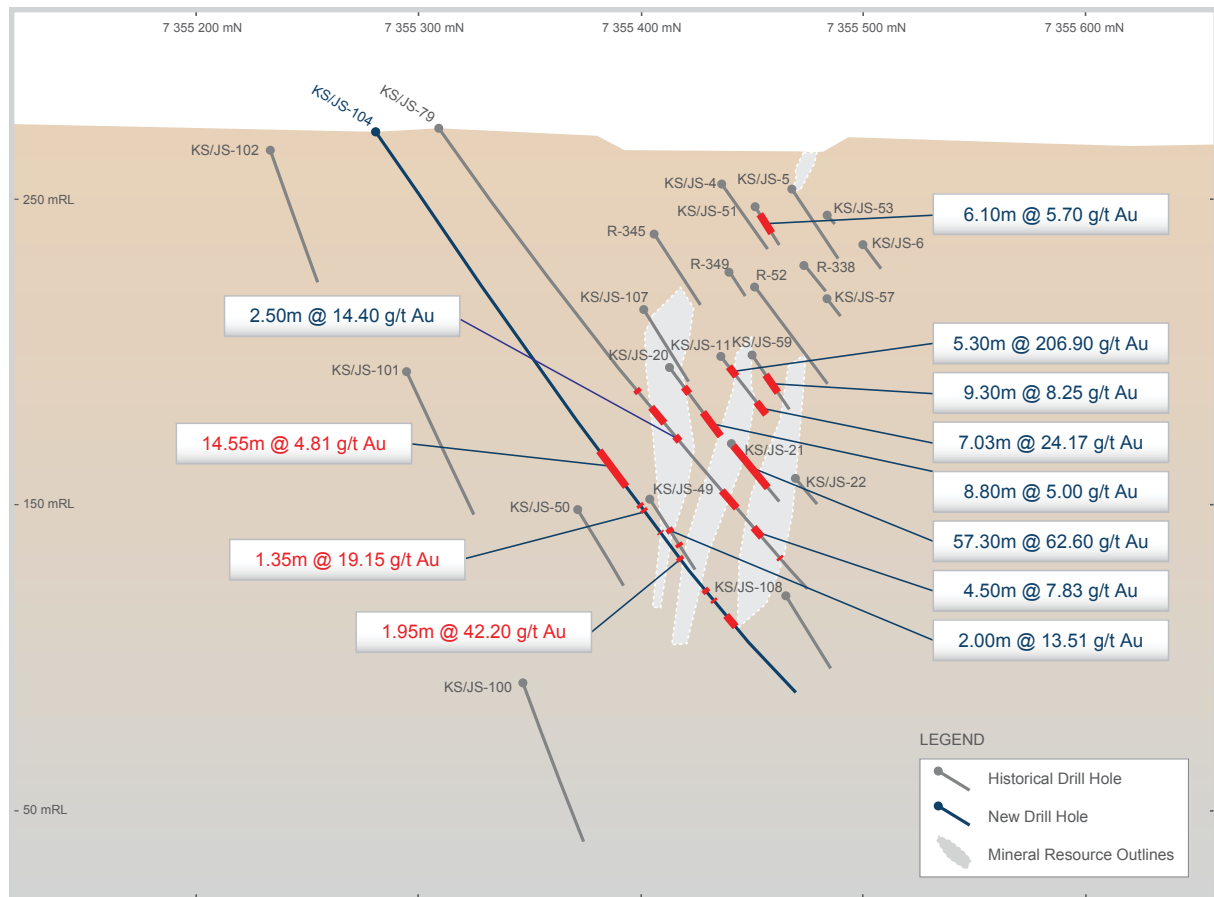 7 355 200 mN
7 355 300 mN
7 355 400 mN
7 355 500 mN
7 355 600 mN
KS/JS-104
KS/JS-79
KS/JS-102
KS/JS-4
KS/JS-5
250 mRL
KS/JS-51
KS/JS-53
6.10m @ 5.70 g/t Au
R-345
KS/JS-6
R-349
R-52
R-338
KS/JS-57
KS/JS-107
2.50m @ 14.40 g/t Au
KS/JS-20
KS/JS-11
KS/JS-59
5.30m @ 206.90 g/t Au
KS/JS-101
9.30m @ 8.25 g/t Au
14.55m @ 4.81 g/t Au
7.03m @ 24.17 g/t Au
KS/JS-21
KS/JS-49
KS/JS-22
8.80m @ 5.00 g/t Au
150 mRL
KS/JS-50
57.30m @ 62.60 g/t Au
1.35m @ 19.15 g/t Au
KS/JS-108
4.50m @ 7.83 g/t Au
1.95m @ 42.20 g/t Au
2.00m @ 13.51 g/t Au
KS/JS-100
50 mRL
LEGEND
Historical Drill Hole
New Drill Hole
Mineral Resource Outlines